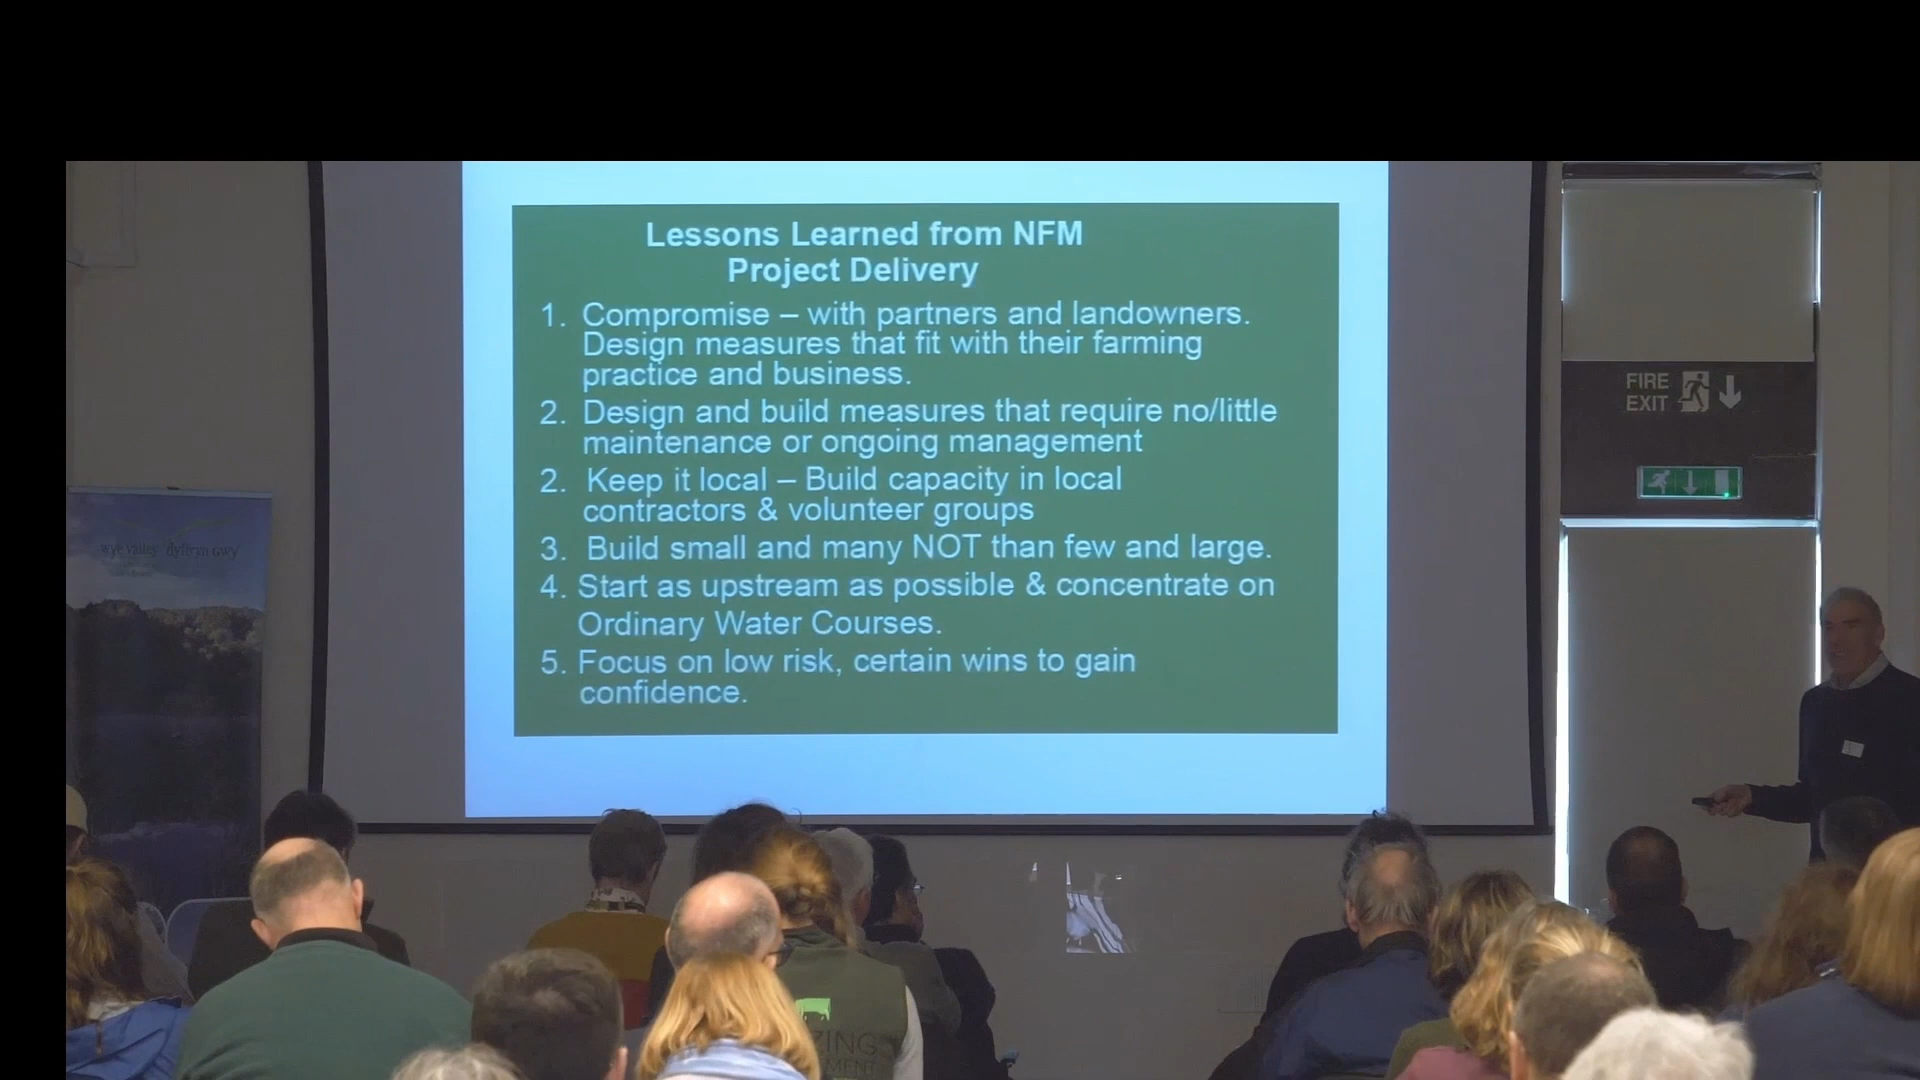 Lessons Learned from NFM
Project Delivery
1. Compromise – with partners and landowners.
Design measures that fit with their farming
practice and business.
2. Design and build measures that require no/little
maintenance or ongoing management
2. Keep it local – Build capacity in local
contractors & volunteer groups
3. Build small and many NOT than few and large.
4. Start as upstream as possible & concentrate on
Ordinary Water Courses.
5. Focus on low risk, certain wins to gain
confidence.
FIRE
EXIT
wye valley dyffryn gwy
ZING
MENT